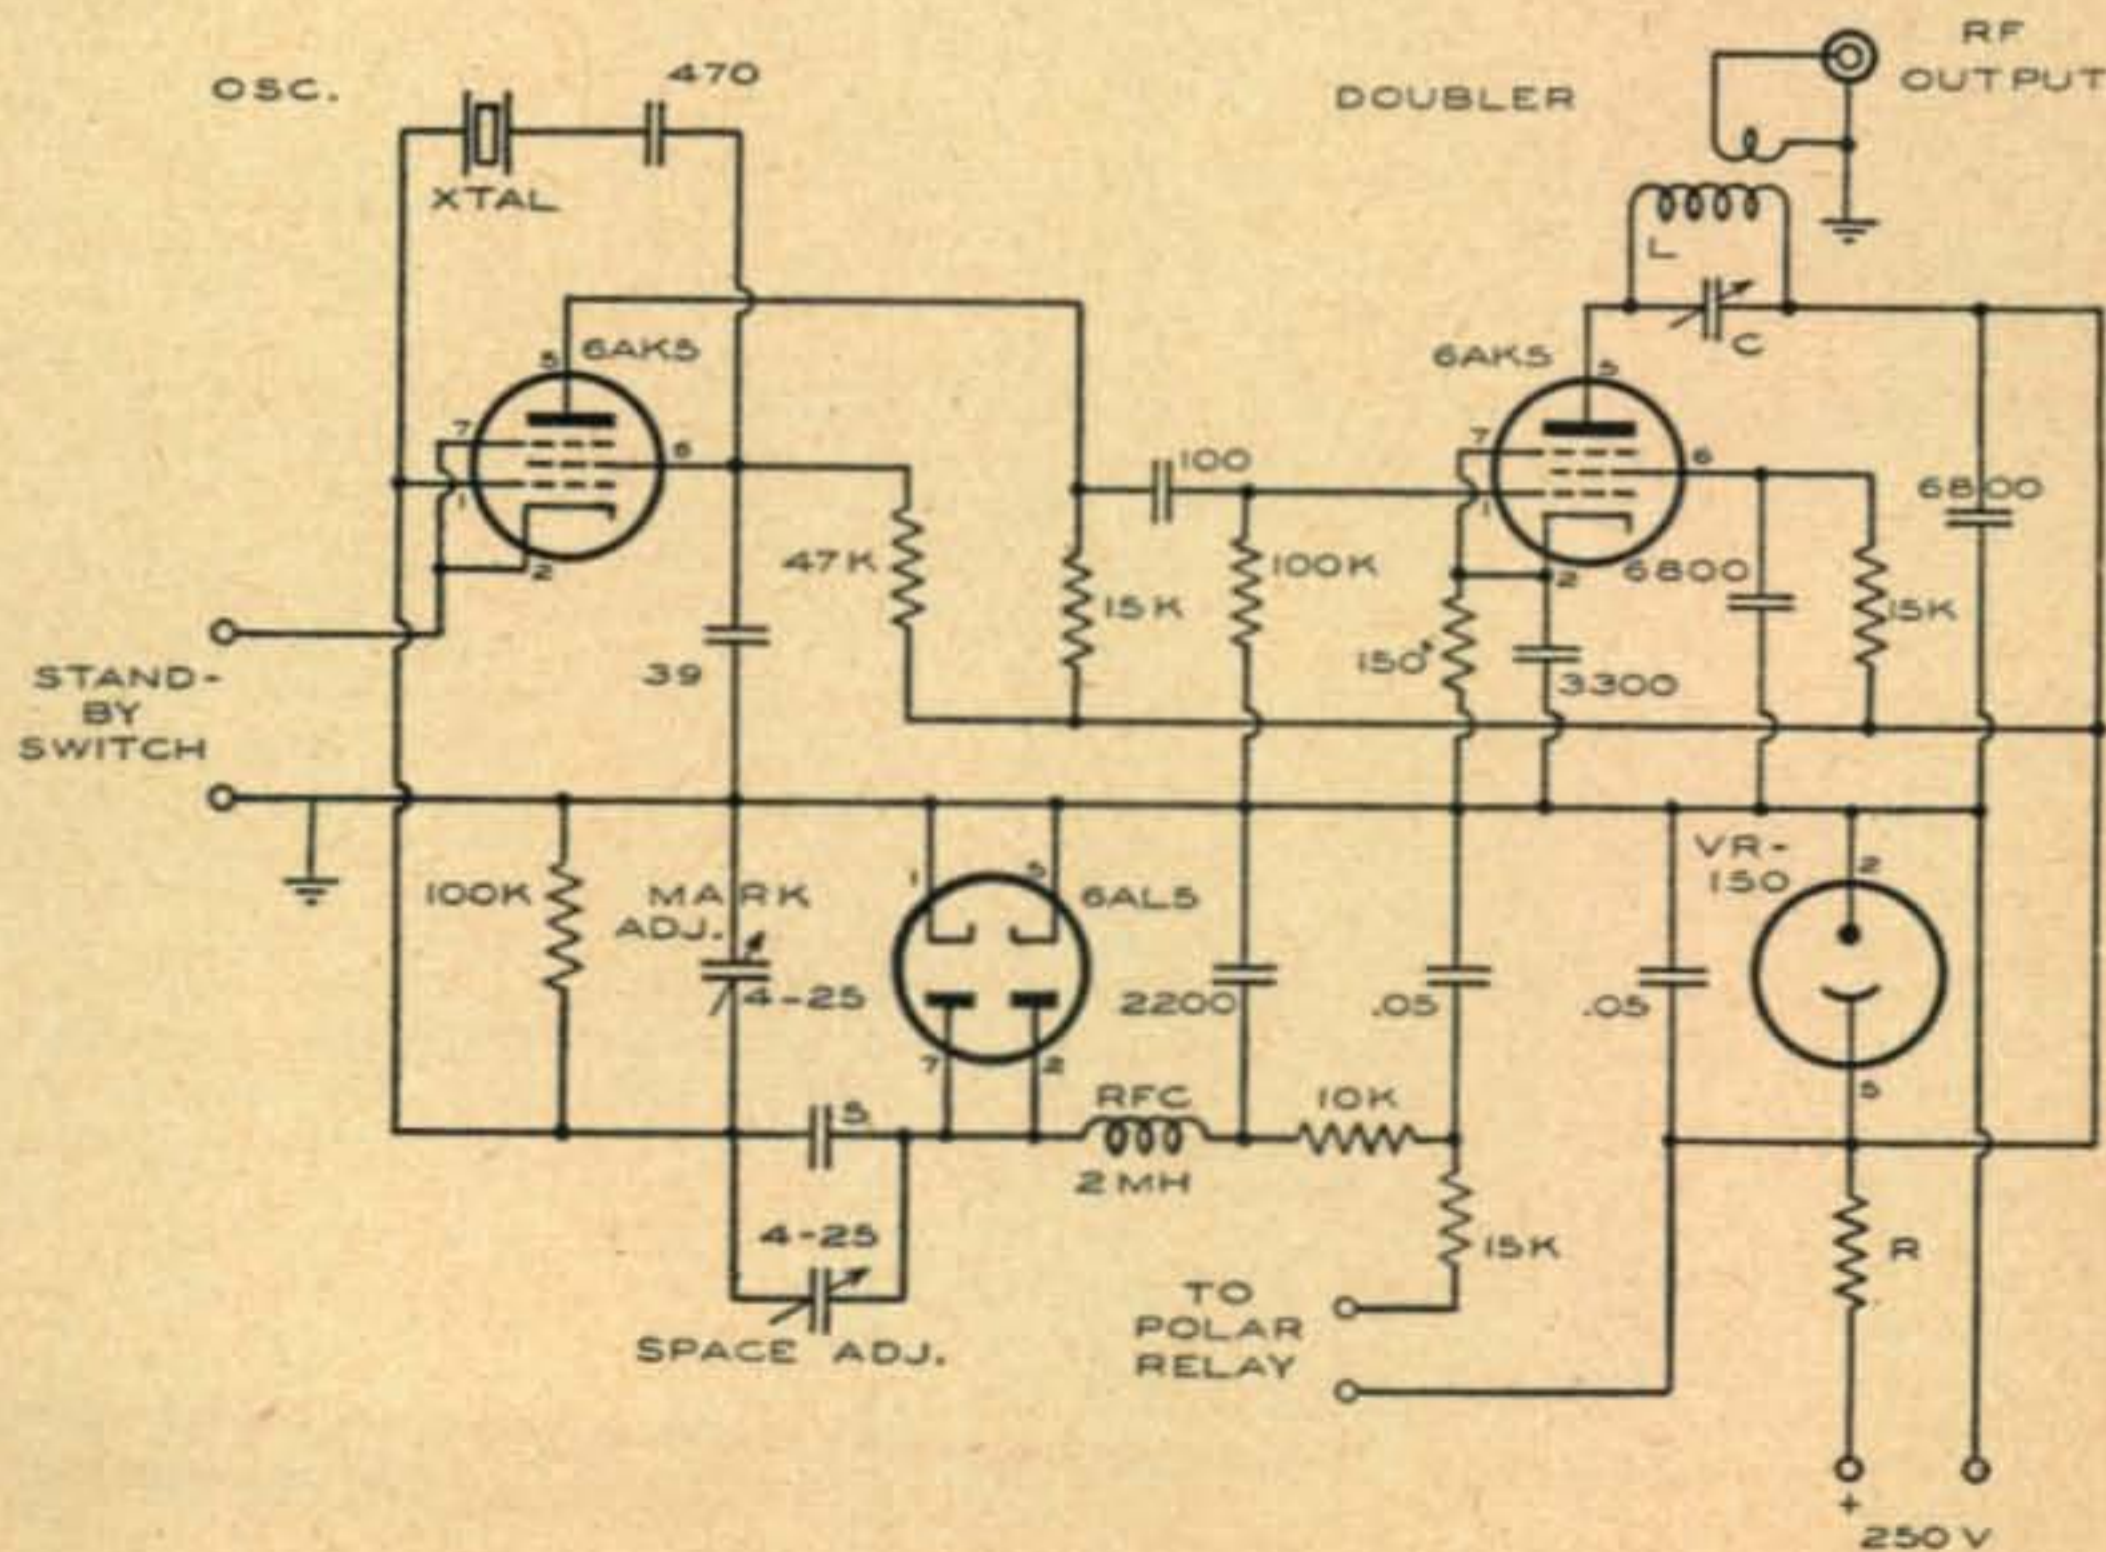 OSC.
470
XTAL
DOUBLER
RF
OUTPUT
L
C
5
6AK5
7
6
1
2
6AK5
5
7
6
1
2
100
6800
47K
15K
100K
6800
15K
150*
3300
39
STAND-
BY
SWITCH
100K
MARK
ADJ.
4-25
1
5
6AL5
7
2
2200
.05
.05
VR-
150
2
5
5
RFC
2 MH
10K
4-25
SPACE ADJ.
15K
R
TO
POLAR
RELAY
+
250 V